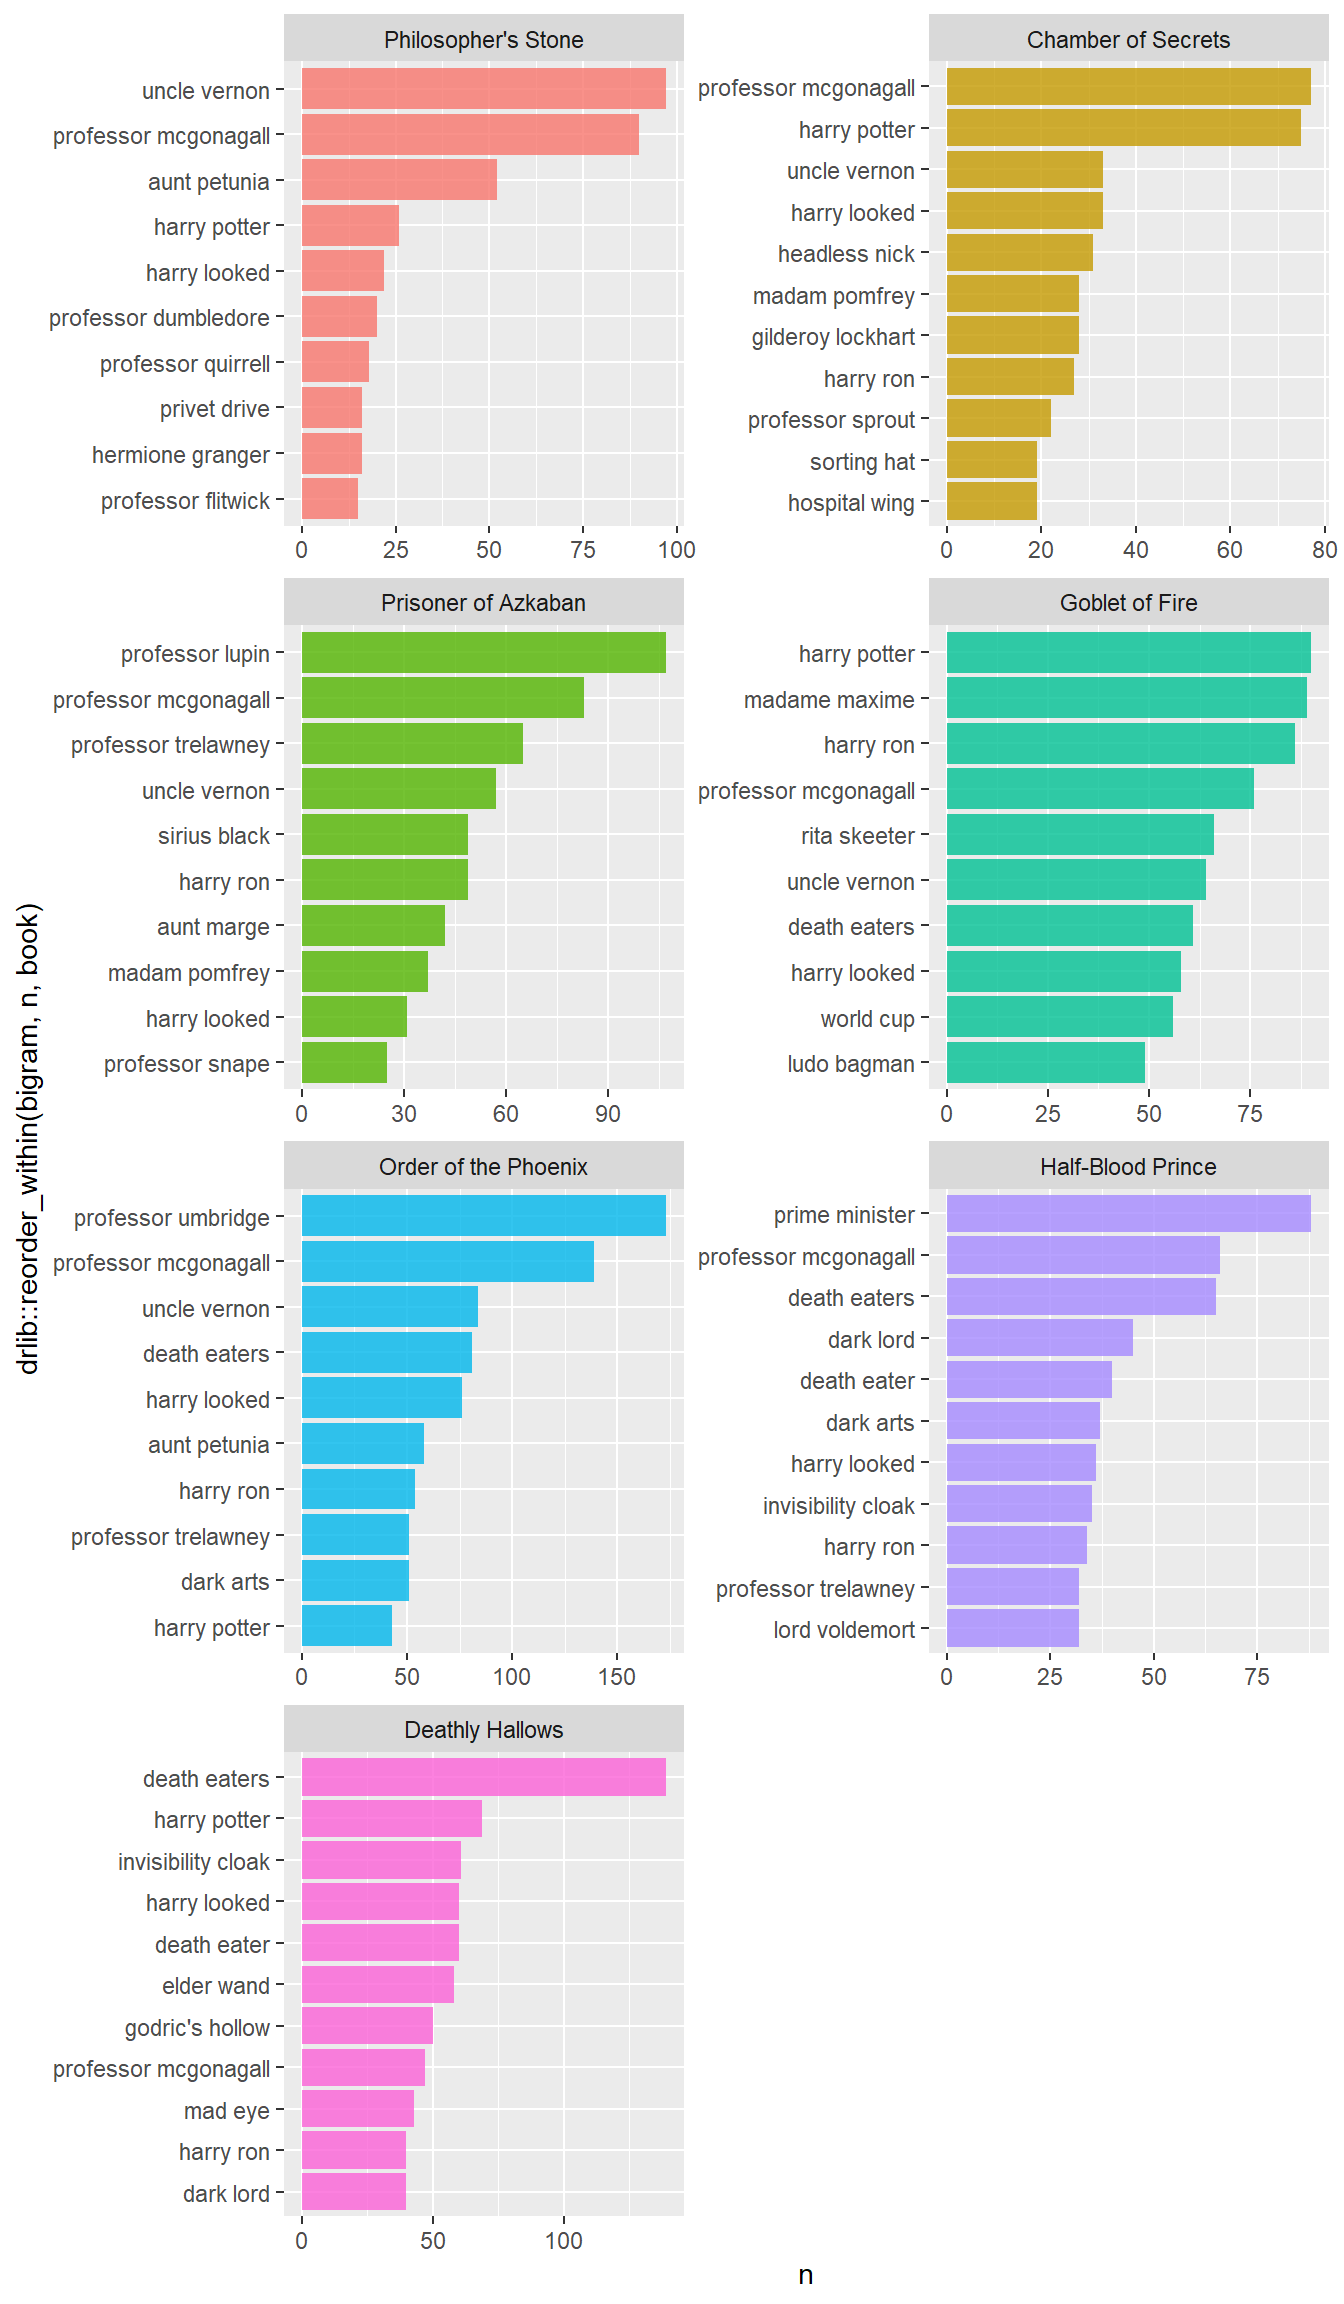 Philosopher's Stone
uncle vernon
professor mcgonagall
aunt petunia
harry potter
harry looked
professor dumbledore
professor quirrell
privet drive
hermione granger
professor flitwick
0 25 50 75 100
Chamber of Secrets
professor mcgonagall
harry potter
uncle vernon
harry looked
headless nick
madam pomfrey
gilderoy lockhart
harry ron
professor sprout
sorting hat
hospital wing
0 20 40 60 80
Prisoner of Azkaban
professor lupin
professor mcgonagall
professor trelawney
uncle vernon
sirius black
harry ron
aunt marge
madam pomfrey
harry looked
professor snape
0 30 60 90
Goblet of Fire
harry potter
madame maxime
harry ron
professor mcgonagall
rita skeeter
uncle vernon
death eaters
harry looked
world cup
ludo bagman
0 25 50 75
Order of the Phoenix
professor umbridge
professor mcgonagall
uncle vernon
death eaters
harry looked
aunt petunia
harry ron
professor trelawney
dark arts
harry potter
0 50 100 150
Half-Blood Prince
prime minister
professor mcgonagall
death eaters
dark lord
death eater
dark arts
harry looked
invisibility cloak
harry ron
professor trelawney
lord voldemort
0 25 50 75
Deathly Hallows
death eaters
harry potter
invisibility cloak
harry looked
death eater
elder wand
godric's hollow
professor mcgonagall
mad eye
harry ron
dark lord
0 50 100
n
drlib::reorder_within(bigram, n, book)